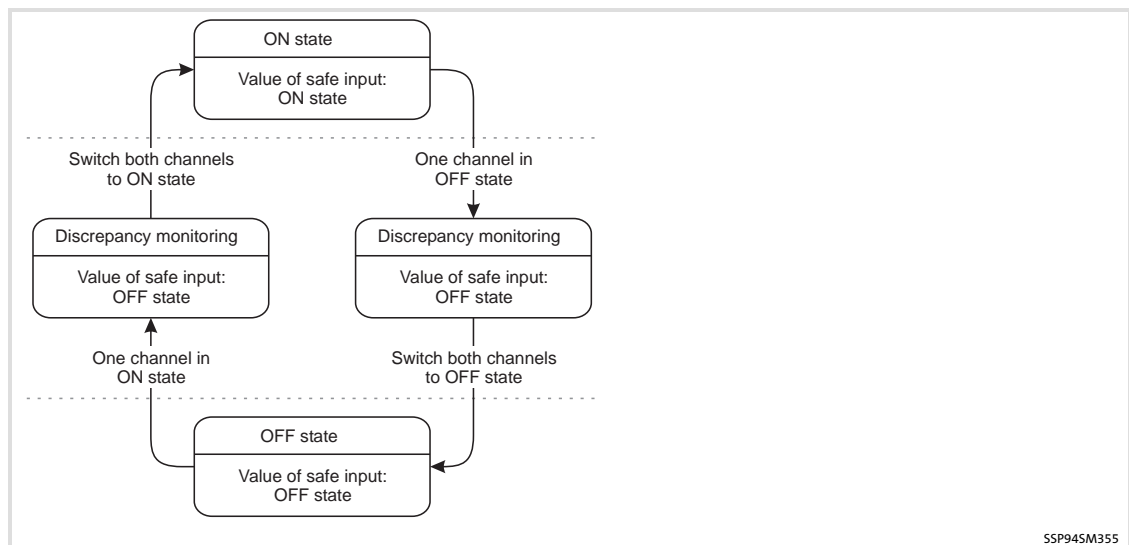 ON state
Value of safe input:
ON state
Switch both channels
to ON state
One channel in
OFF state
Discrepancy monitoring
Value of safe input:
OFF state
Discrepancy monitoring
Value of safe input:
OFF state
One channel in
ON state
Switch both channels
to OFF state
OFF state
Value of safe input:
OFF state
SSP94SM355